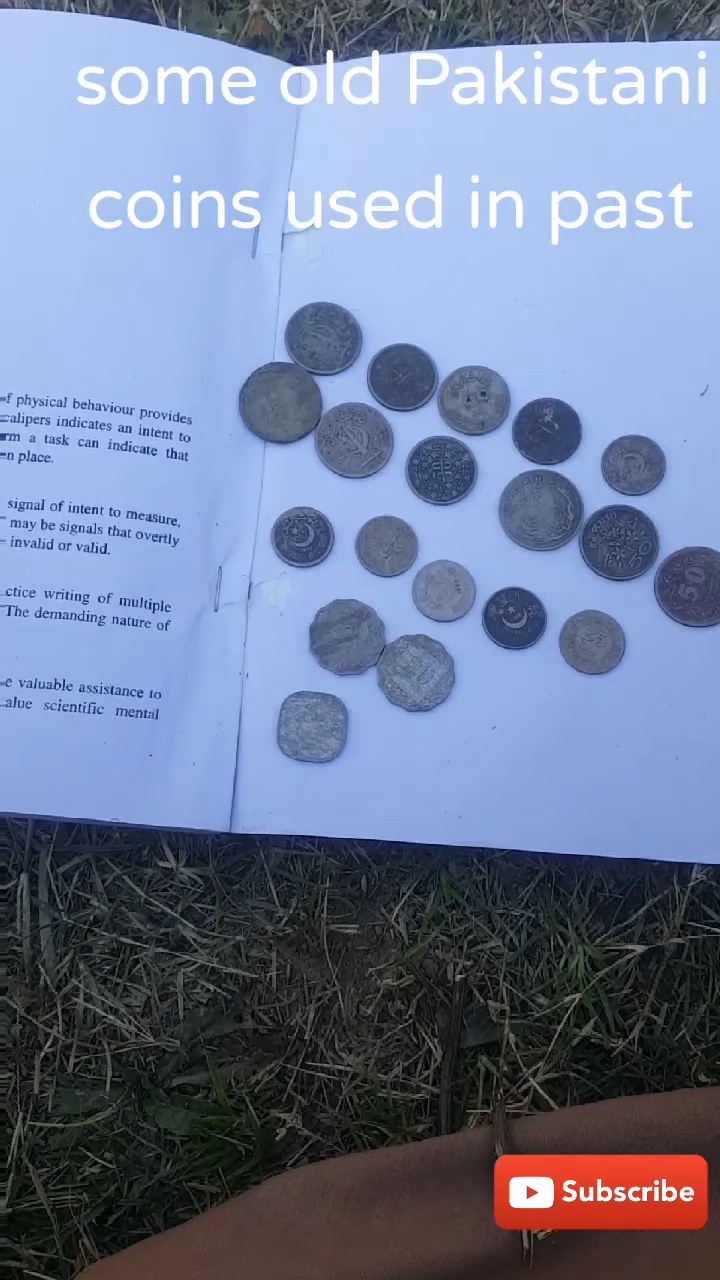 some old Pakistani
coins used in past
physical behaviour provides
calipers indicates an intent to
a task can indicate that
place.
signal of intent to measure,
may be signals that overtly
invalid or valid.
writing of multiple
The demanding nature of
valuable assistance to
scientific mental
50
50
Subscribe